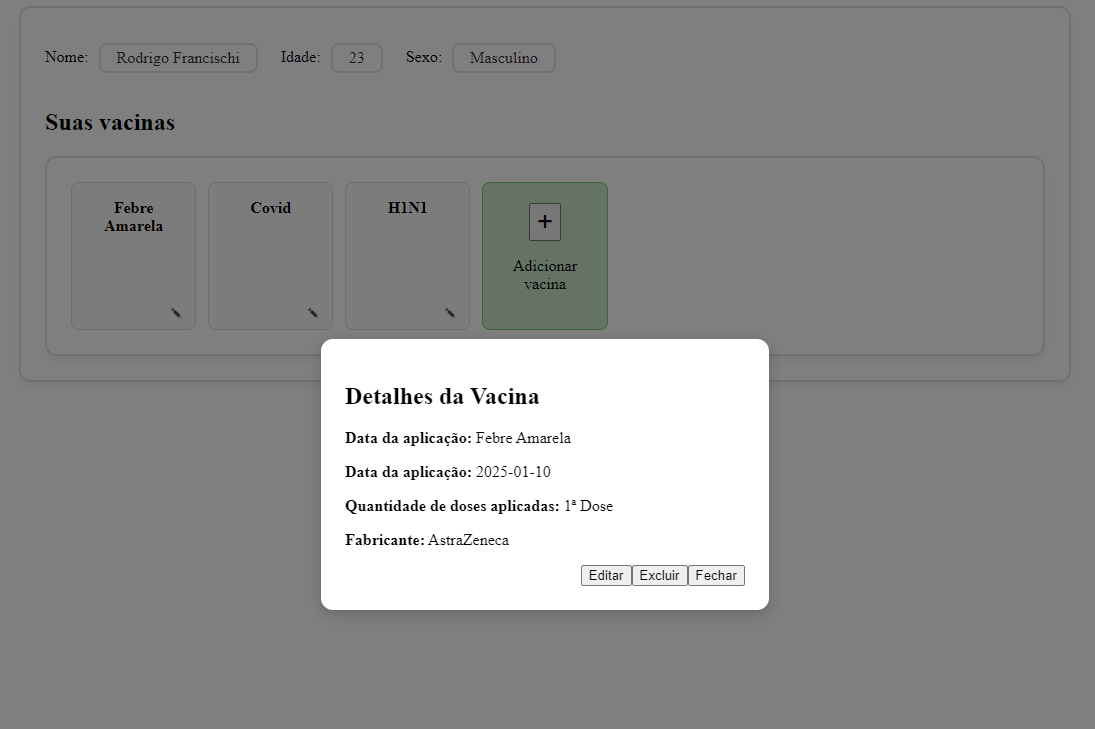 Nome: Rodrigo Francischi Idade: 23 Sexo: Masculino
Suas vacinas
Febre
Amarela
Covid
H1N1
+
Adicionar
vacina
Detalhes da Vacina
Data da aplicação: Febre Amarela
Data da aplicação: 2025-01-10
Quantidade de doses aplicadas: 1ª Dose
Fabricante: AstraZeneca
Editar Excluir Fechar